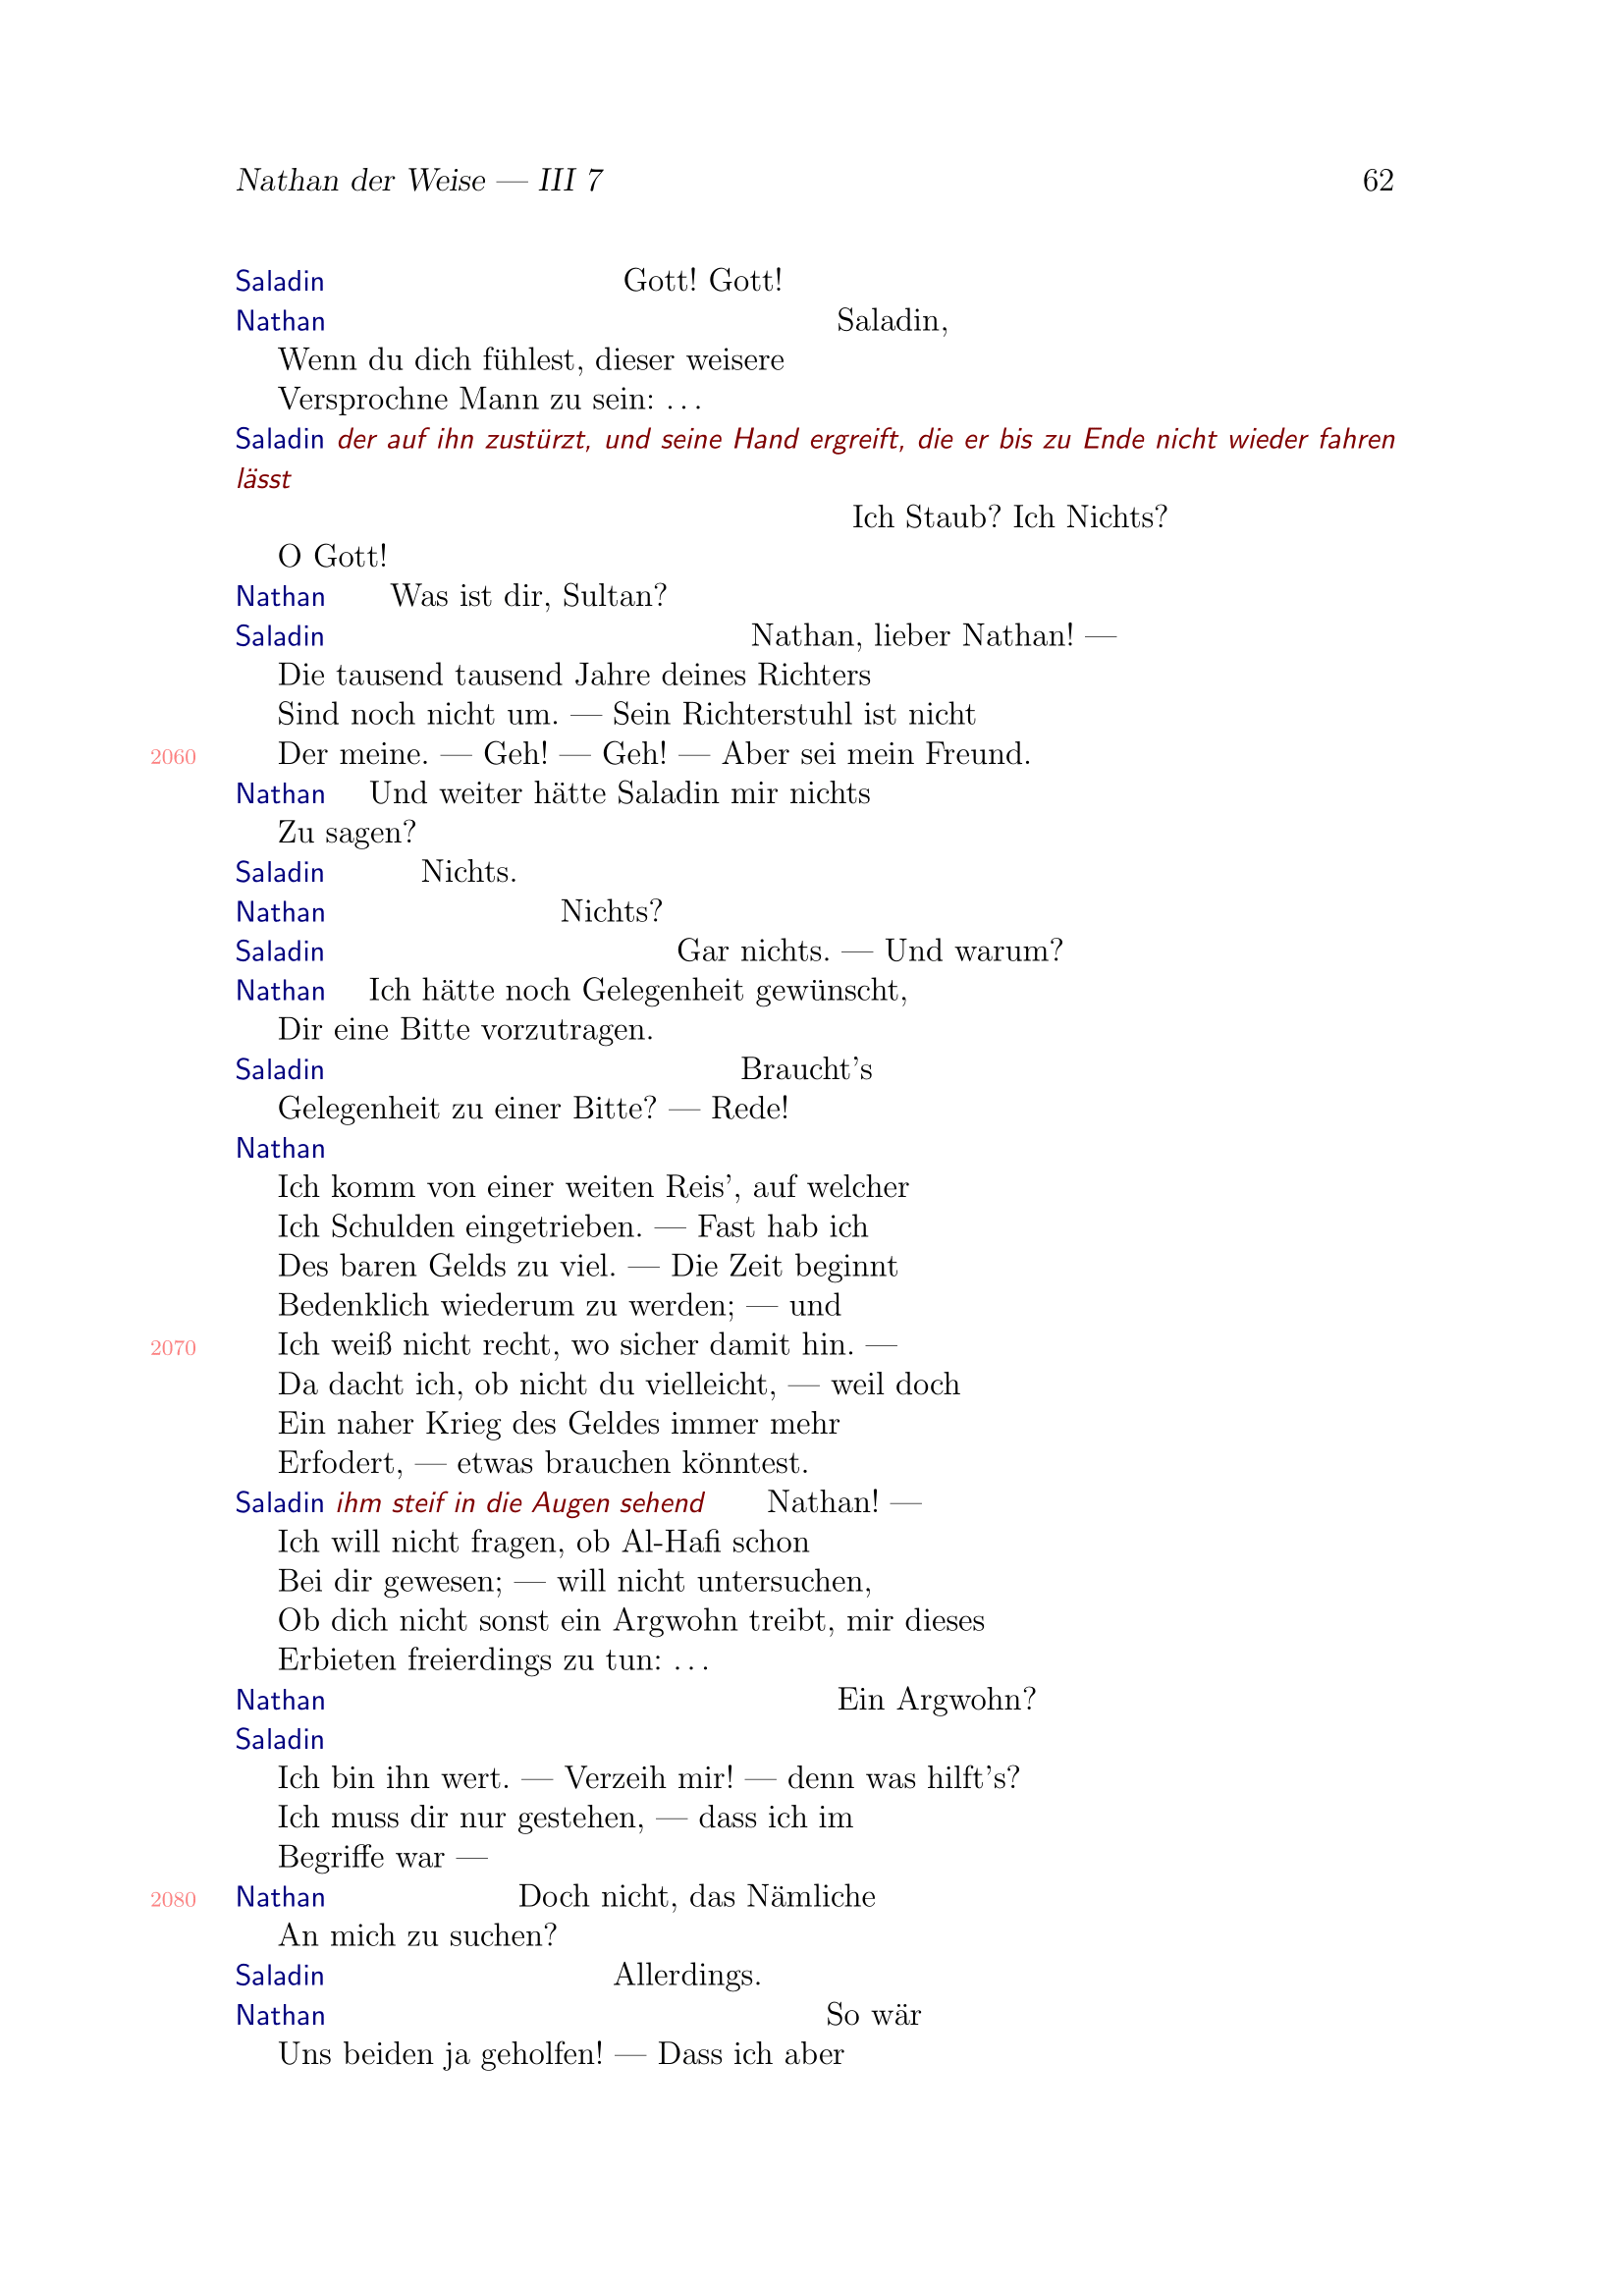 Nathan der Weise — III 7 62
Saladin Gott! Gott!
Nathan Saladin,
Wenn du dich fühlest, dieser weisere
Versprochne Mann zu sein: ...
Saladin der auf ihn zustürzt, und seine Hand ergreift, die er bis zu Ende nicht wieder fahren
lässt
Ich Staub? Ich Nichts?
O Gott!
Nathan Was ist dir, Sultan?
Saladin Nathan, lieber Nathan! —
Die tausend tausend Jahre deines Richters
Sind noch nicht um. — Sein Richterstuhl ist nicht
2060 Der meine. — Geh! — Geh! — Aber sei mein Freund.
Nathan Und weiter hätte Saladin mir nichts
Zu sagen?
Saladin Nichts.
Nathan Nichts?
Saladin Gar nichts. — Und warum?
Nathan Ich hätte noch Gelegenheit gewünscht,
Dir eine Bitte vorzutragen.
Saladin Braucht's
Gelegenheit zu einer Bitte? — Rede!
Nathan
Ich komm von einer weiten Reis', auf welcher
Ich Schulden eingetrieben. — Fast hab ich
Des baren Gelds zu viel. — Die Zeit beginnt
Bedenklich wiederum zu werden; — und
2070 Ich weiß nicht recht, wo sicher damit hin. —
Da dacht ich, ob nicht du vielleicht, — weil doch
Ein naher Krieg des Geldes immer mehr
Erfodert, — etwas brauchen könntest.
Saladin ihm steif in die Augen sehend Nathan! —
Ich will nicht fragen, ob Al-Hafi schon
Bei dir gewesen; — will nicht untersuchen,
Ob dich nicht sonst ein Argwohn treibt, mir dieses
Erbieten freierdings zu tun: ...
Nathan Ein Argwohn?
Saladin
Ich bin ihn wert. — Verzeih mir! — denn was hilft's?
Ich muss dir nur gestehen, — dass ich im
Begriffe war —
2080 Nathan Doch nicht, das Nämliche
An mich zu suchen?
Saladin Allerdings.
Nathan So wär
Uns beiden ja geholfen! — Dass ich aber